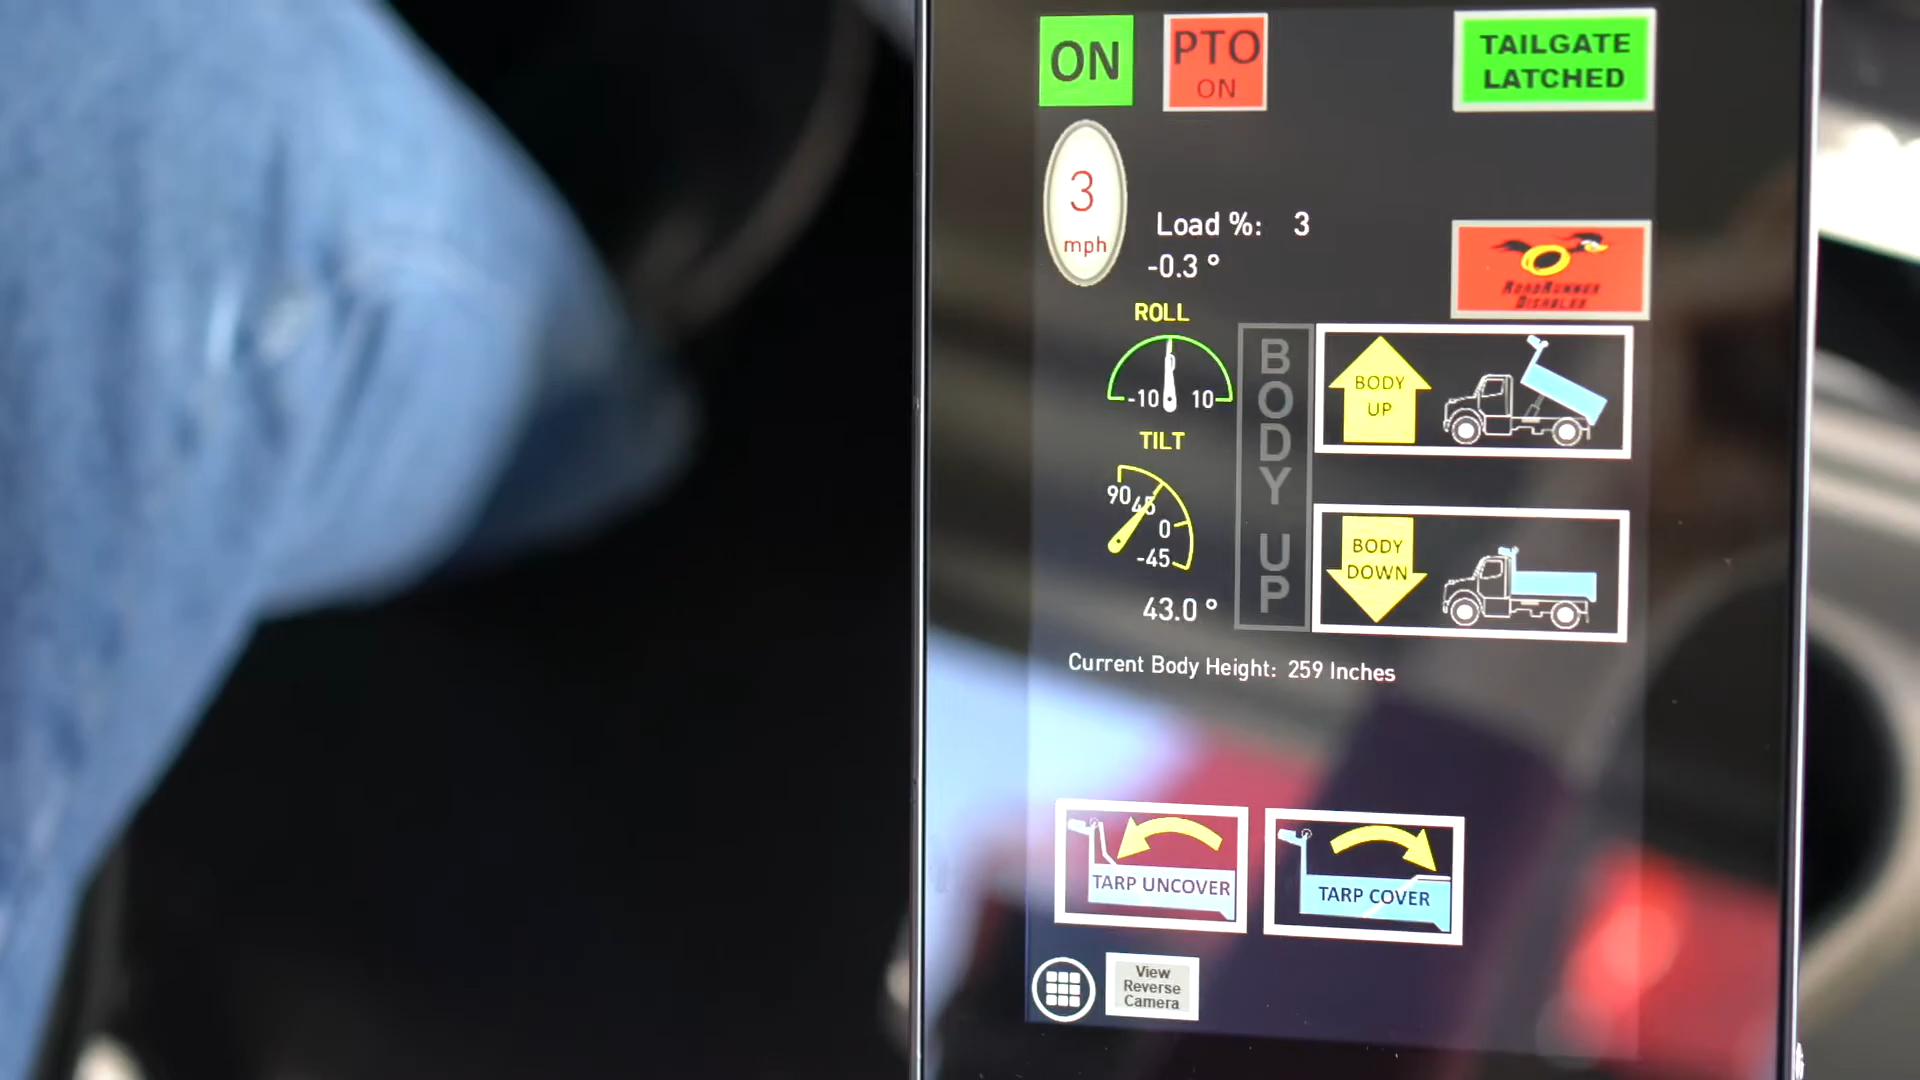 ON
PTO
ON
TAILGATE
LATCHED
3
mph
Load %: 3
-0.3 °
ROADRUNNER
DISABLED
ROLL
-10 10
BODY UP
BODY
UP
TILT
90
45
0
-45
43.0 °
BODY
DOWN
Current Body Height: 259 Inches
TARP UNCOVER
TARP COVER
View
Reverse
Camera